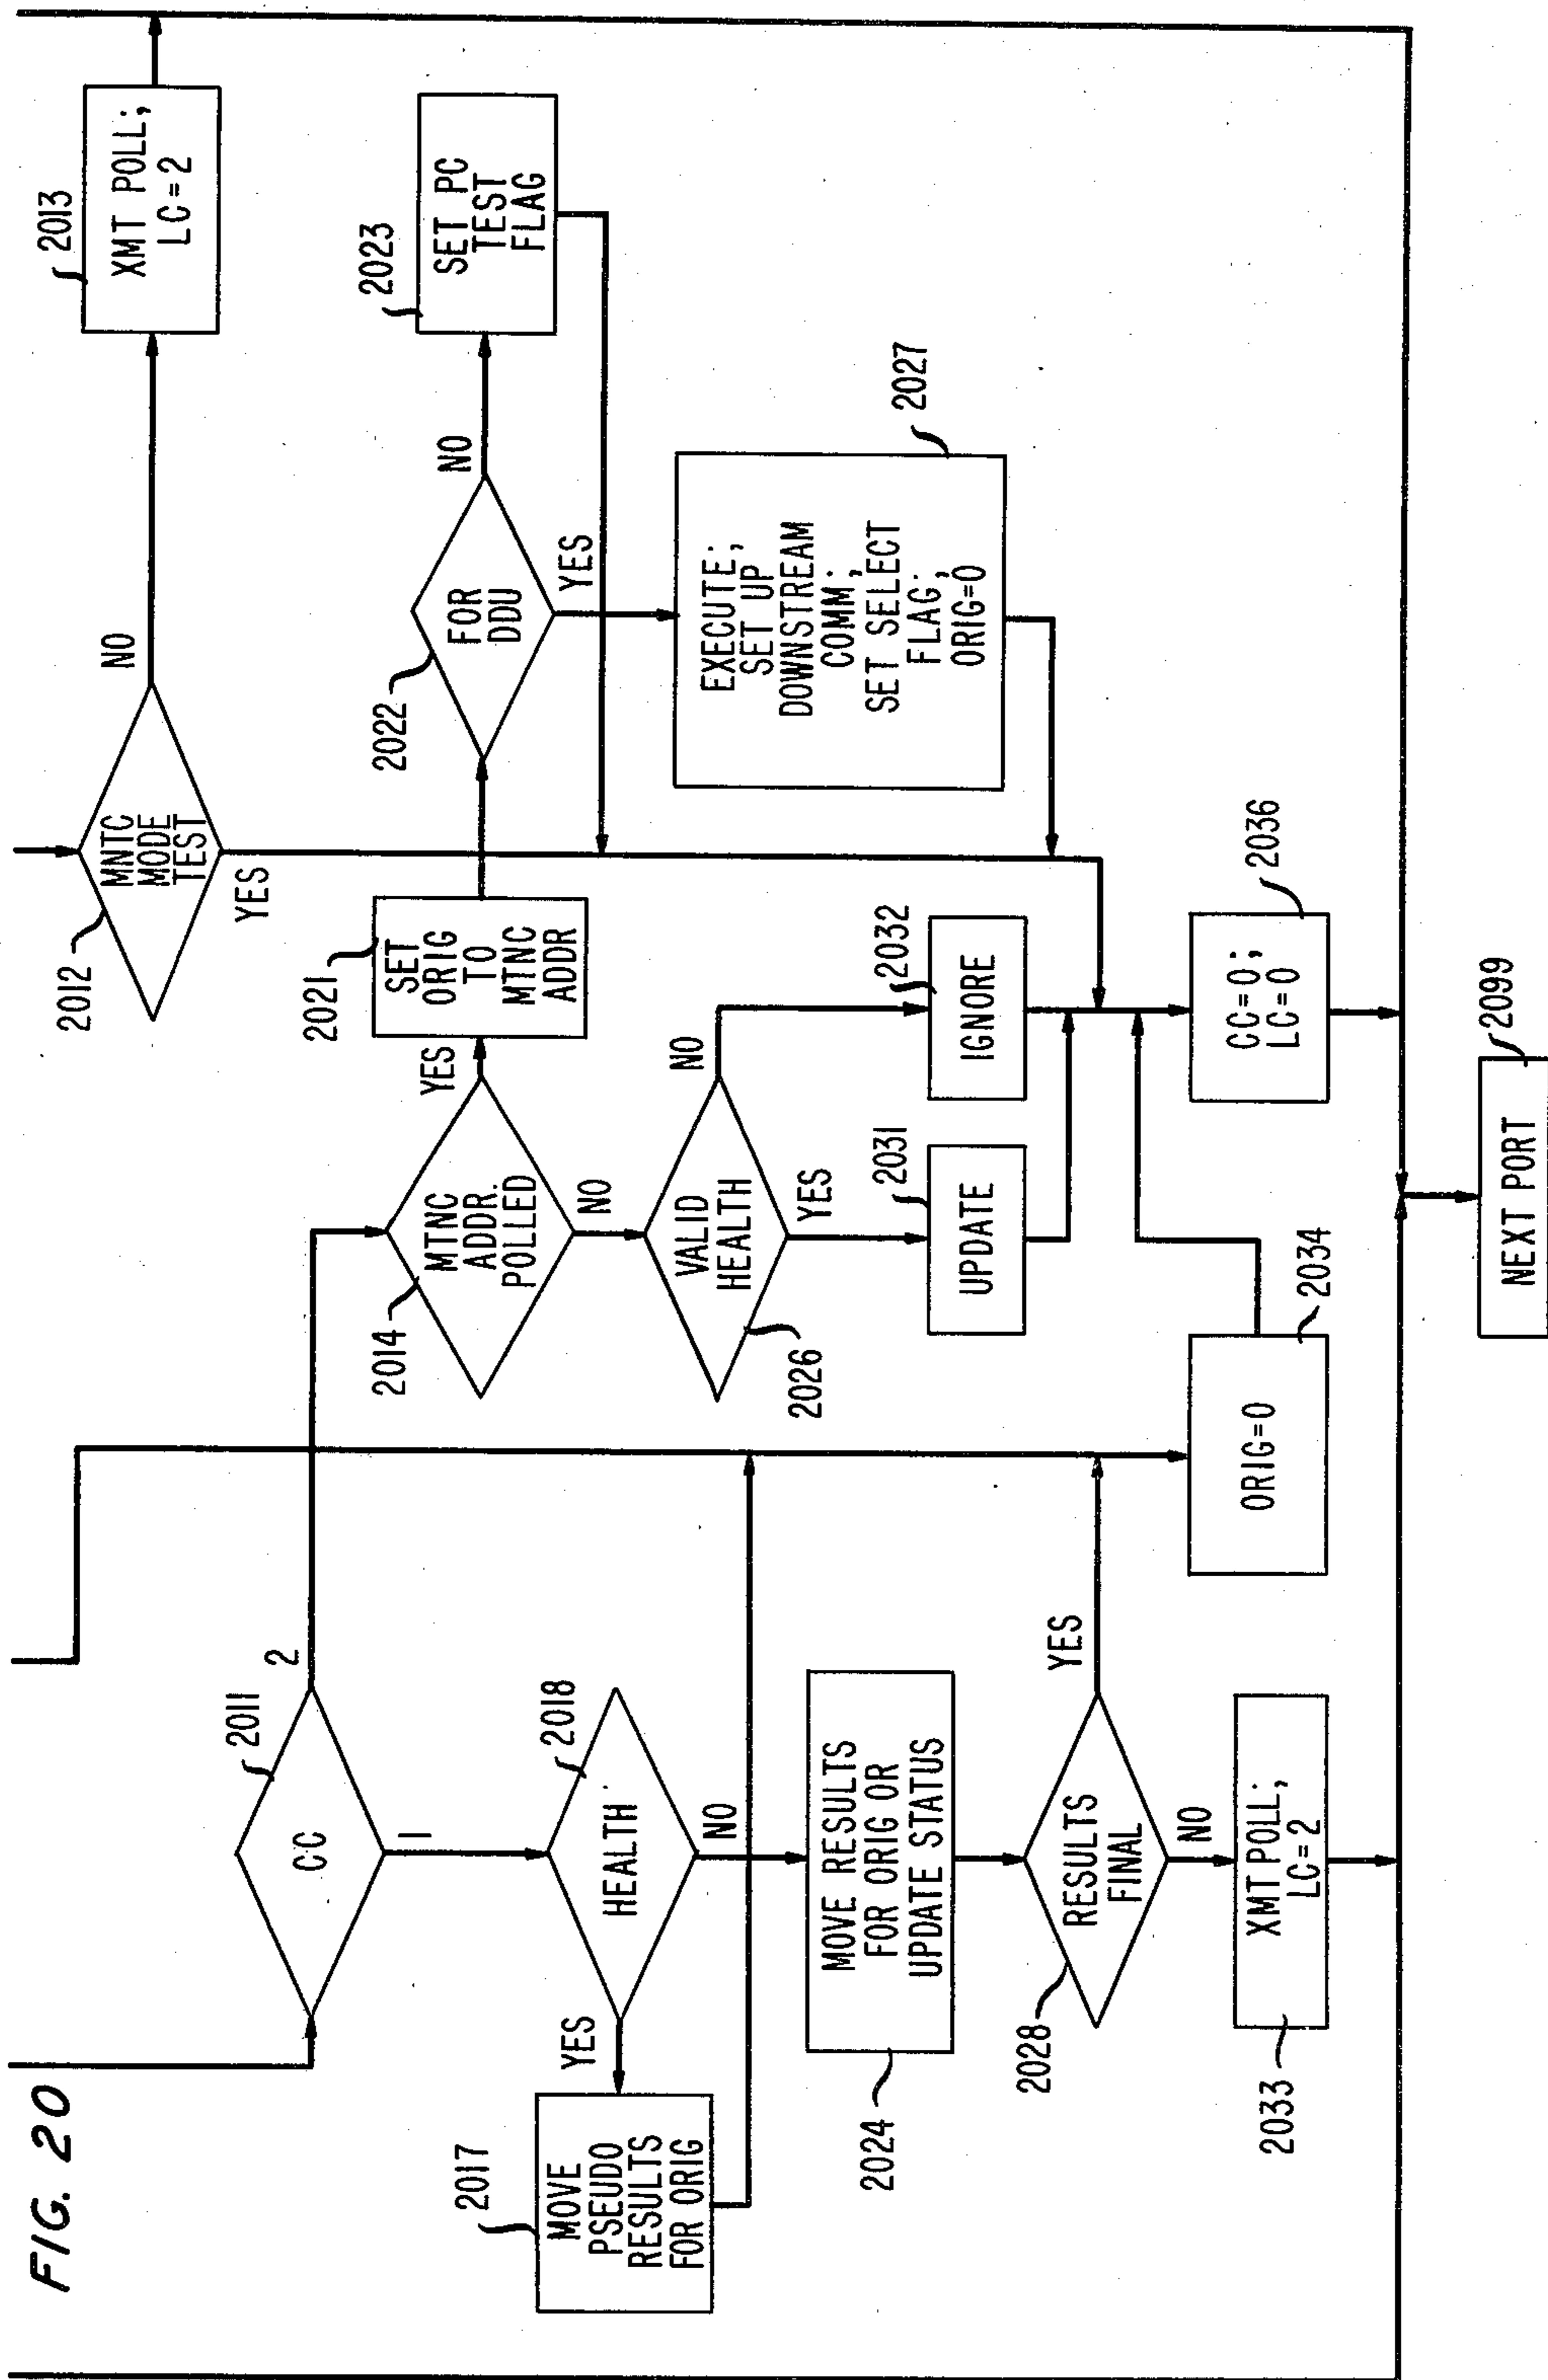 FIG. 20
2011
CC
1
2
2012
MNTC
MODE
TEST
YES
NO
2013
XMT POLL;
LC=2
2014
MTNC
ADDR.
POLLED
YES
NO
2021
SET
ORIG
TO
MTNC
ADDR
2022
FOR
DDU
NO
YES
2023
SET PC
TEST
FLAG
2017
MOVE
PSEUDO
RESULTS
FOR ORIG
YES
2018
HEALTH
NO
2026
VALID
HEALTH
NO
YES
2027
EXECUTE;
SET UP
DOWNSTREAM
COMM;
SET SELECT
FLAG;
ORIG=0
2024
MOVE RESULTS
FOR ORIG OR
UPDATE STATUS
2031
UPDATE
2032
IGNORE
2028
RESULTS
FINAL
YES
NO
2033
XMT POLL;
LC=2
2034
ORIG=0
2036
CC=0;
LC=0
2099
NEXT PORT